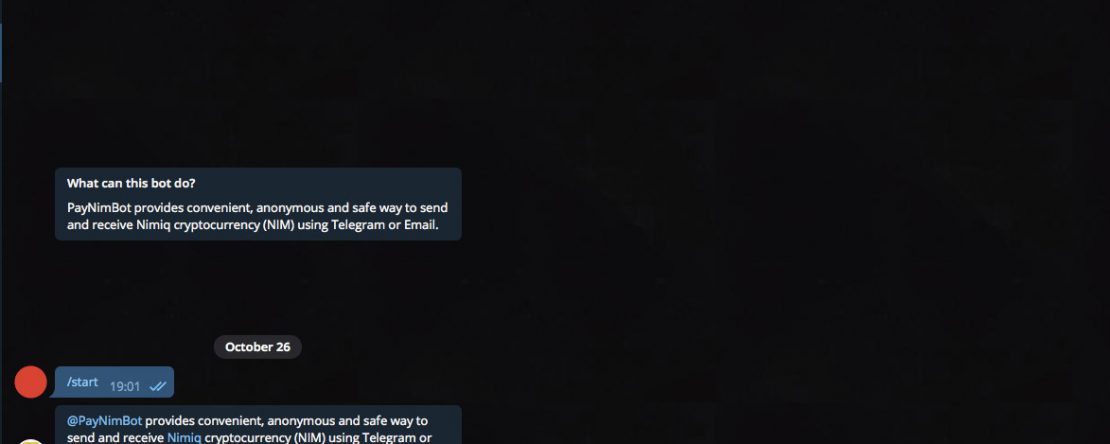 What can this bot do?
PayNimBot provides convenient, anonymous and safe way to send
and receive Nimiq cryptocurrency (NIM) using Telegram or Email.
October 26
/start 19:01
@PayNimBot provides convenient, anonymous and safe way to
send and receive Nimiq cryptocurrency (NIM) using Telegram or